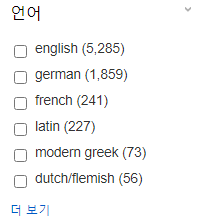 언어
english (5,285)
german (1,859)
french (241)
latin (227)
modern greek (73)
dutch/flemish (56)
더 보기